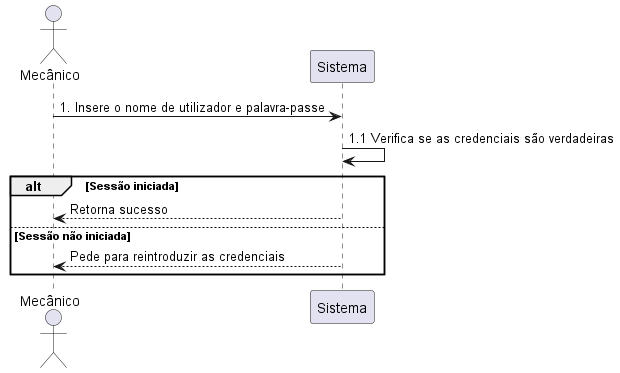 Mecânico
Sistema
1. Insere o nome de utilizador e palavra-passe
1.1 Verifica se as credenciais são verdadeiras
alt [Sessão iniciada]
Retorna sucesso
[Sessão não iniciada]
Pede para reintroduzir as credenciais
Mecânico
Sistema